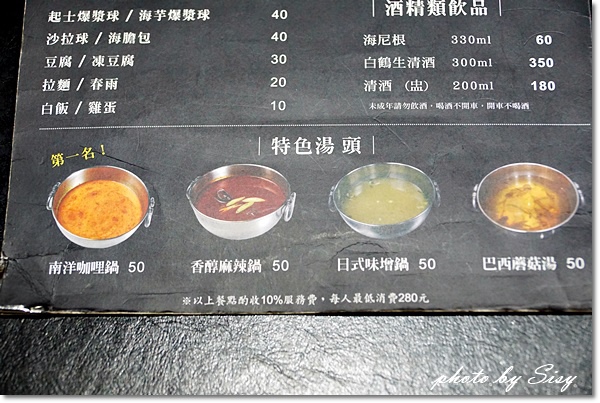 起士爆漿球 / 海芋爆漿球 40
沙拉球 / 海膽包 40
豆腐 / 凍豆腐 30
拉麵 / 春雨 20
白飯 / 雞蛋 10
酒精類飲品
海尼根 330ml 60
白鶴生清酒 300ml 350
清酒 (盅) 200ml 180
未成年請勿飲酒，喝酒不開車，開車不喝酒
特色湯頭
第一名！
南洋咖哩鍋 50
香醇麻辣鍋 50
日式味增鍋 50
巴西蘑菇湯 50
※以上餐點酌收10%服務費，每人最低消費280元
photo by Sisy